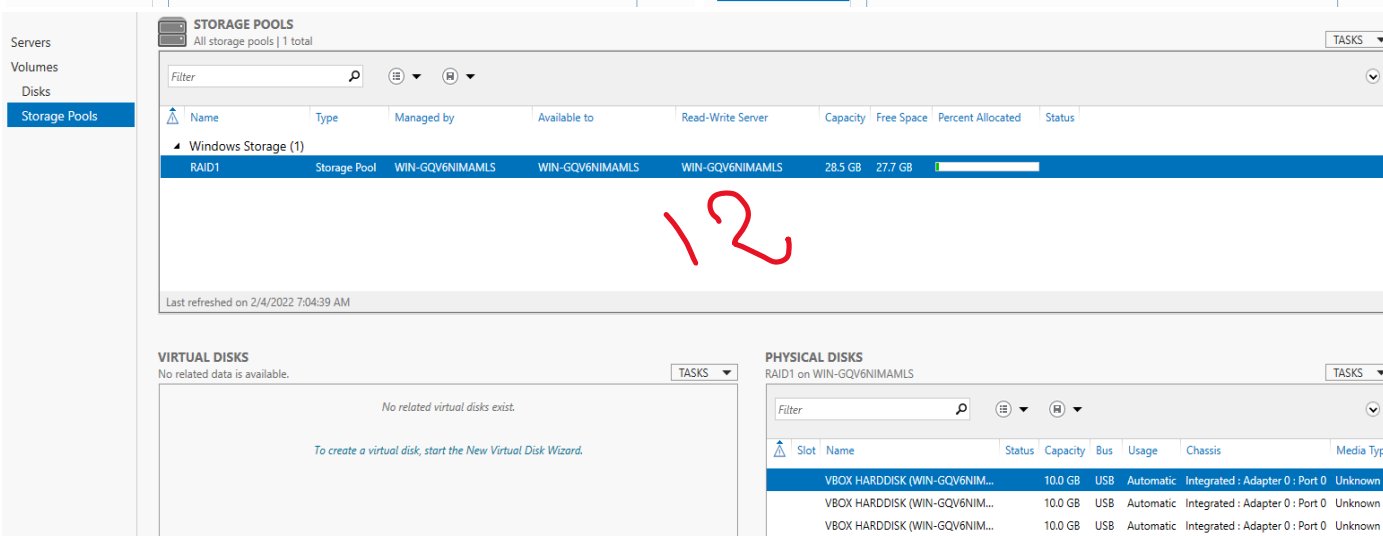 STORAGE POOLS
All storage pools | 1 total
TASKS
Servers
Volumes
Disks
Storage Pools
Filter
Name Type Managed by Available to Read-Write Server Capacity Free Space Percent Allocated Status
Windows Storage (1)
RAID1 Storage Pool WIN-GQV6NIMAMLS WIN-GQV6NIMAMLS WIN-GQV6NIMAMLS 28.5 GB 27.7 GB
12
Last refreshed on 2/4/2022 7:04:39 AM
VIRTUAL DISKS
No related data is available.
TASKS
No related virtual disks exist.
To create a virtual disk, start the New Virtual Disk Wizard.
PHYSICAL DISKS
RAID1 on WIN-GQV6NIMAMLS
TASKS
Filter
Slot Name Status Capacity Bus Usage Chassis Media Typ
VBOX HARDDISK (WIN-GQV6NIM... 10.0 GB USB Automatic Integrated : Adapter 0 : Port 0 Unknown
VBOX HARDDISK (WIN-GQV6NIM... 10.0 GB USB Automatic Integrated : Adapter 0 : Port 0 Unknown
VBOX HARDDISK (WIN-GQV6NIM... 10.0 GB USB Automatic Integrated : Adapter 0 : Port 0 Unknown